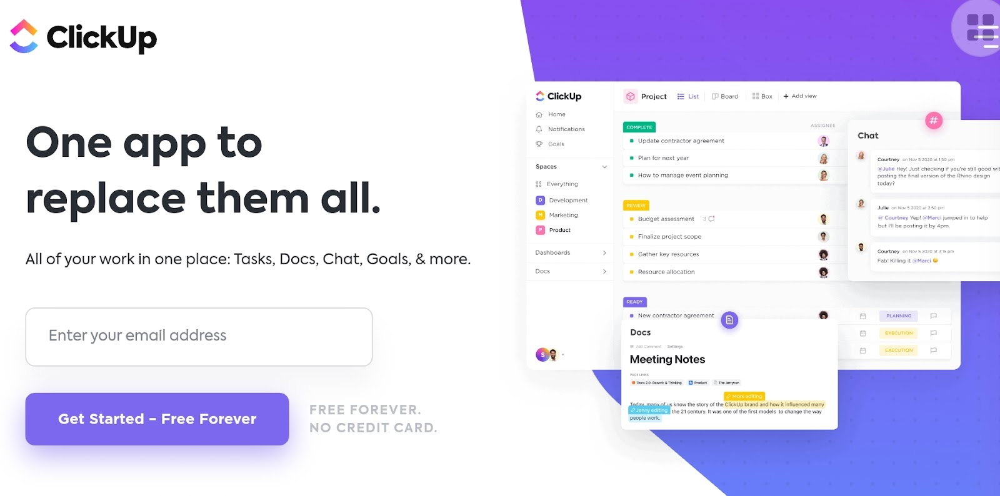 ClickUp
One app to
replace them all.
All of your work in one place: Tasks, Docs, Chat, Goals, & more.
Enter your email address
Get Started – Free Forever
FREE FOREVER.
NO CREDIT CARD.
ClickUp
Home
Notifications
Goals
Spaces
Everything
D Development
M Marketing
P Product
Dashboards
Docs
S
Project List Board Box + Add view
COMPLETE ASSIGNEE
Update contractor agreement
Plan for next year
How to manage event planning
REVIEW
Budget assessment 3
Finalize project scope
Gather key resources
Resource allocation
READY
New contractor agreement PLANNING
EXECUTION
EXECUTION
#
Chat
Courtney on Nov 5 2020 at 1:50 pm
@Julie Hey! Just checking if you're still good wit
posting the final version of the Rhino design
today?
Julie on Nov 5 2020 at 2:50 pm
@ Courtney Yep! @Marci jumped in to help
but I'll be posting it by 4pm.
Courtney on Nov 5 2020 at 3:15 pm
Fab! Killing it @Marci 😊
Docs
Add Comment Settings
Meeting Notes
PAGE LINKS
Docs 2.0: Rework & Thinking Product The Jerrycan
Mark editing
Today, many of us know the story of the ClickUp brand and how it influenced many
Jenny editing the 21 century. It was one of the first models to change the way
people work.